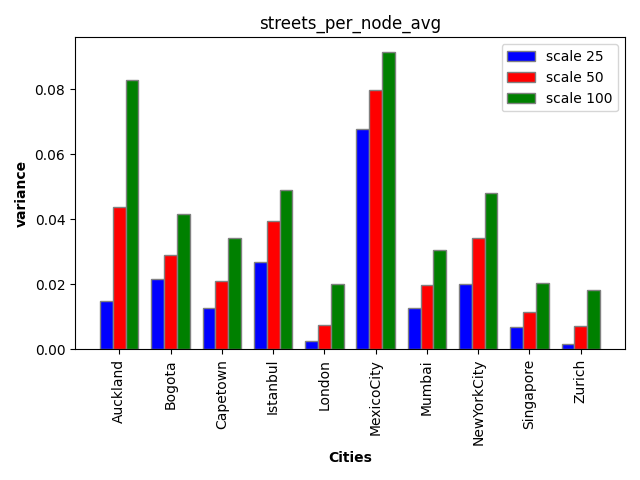 streets_per_node_avg
scale 25
scale 50
scale 100
variance
0.08
0.06
0.04
0.02
0.00
Auckland
Bogota
Capetown
Istanbul
London
MexicoCity
Mumbai
NewYorkCity
Singapore
Zurich
Cities